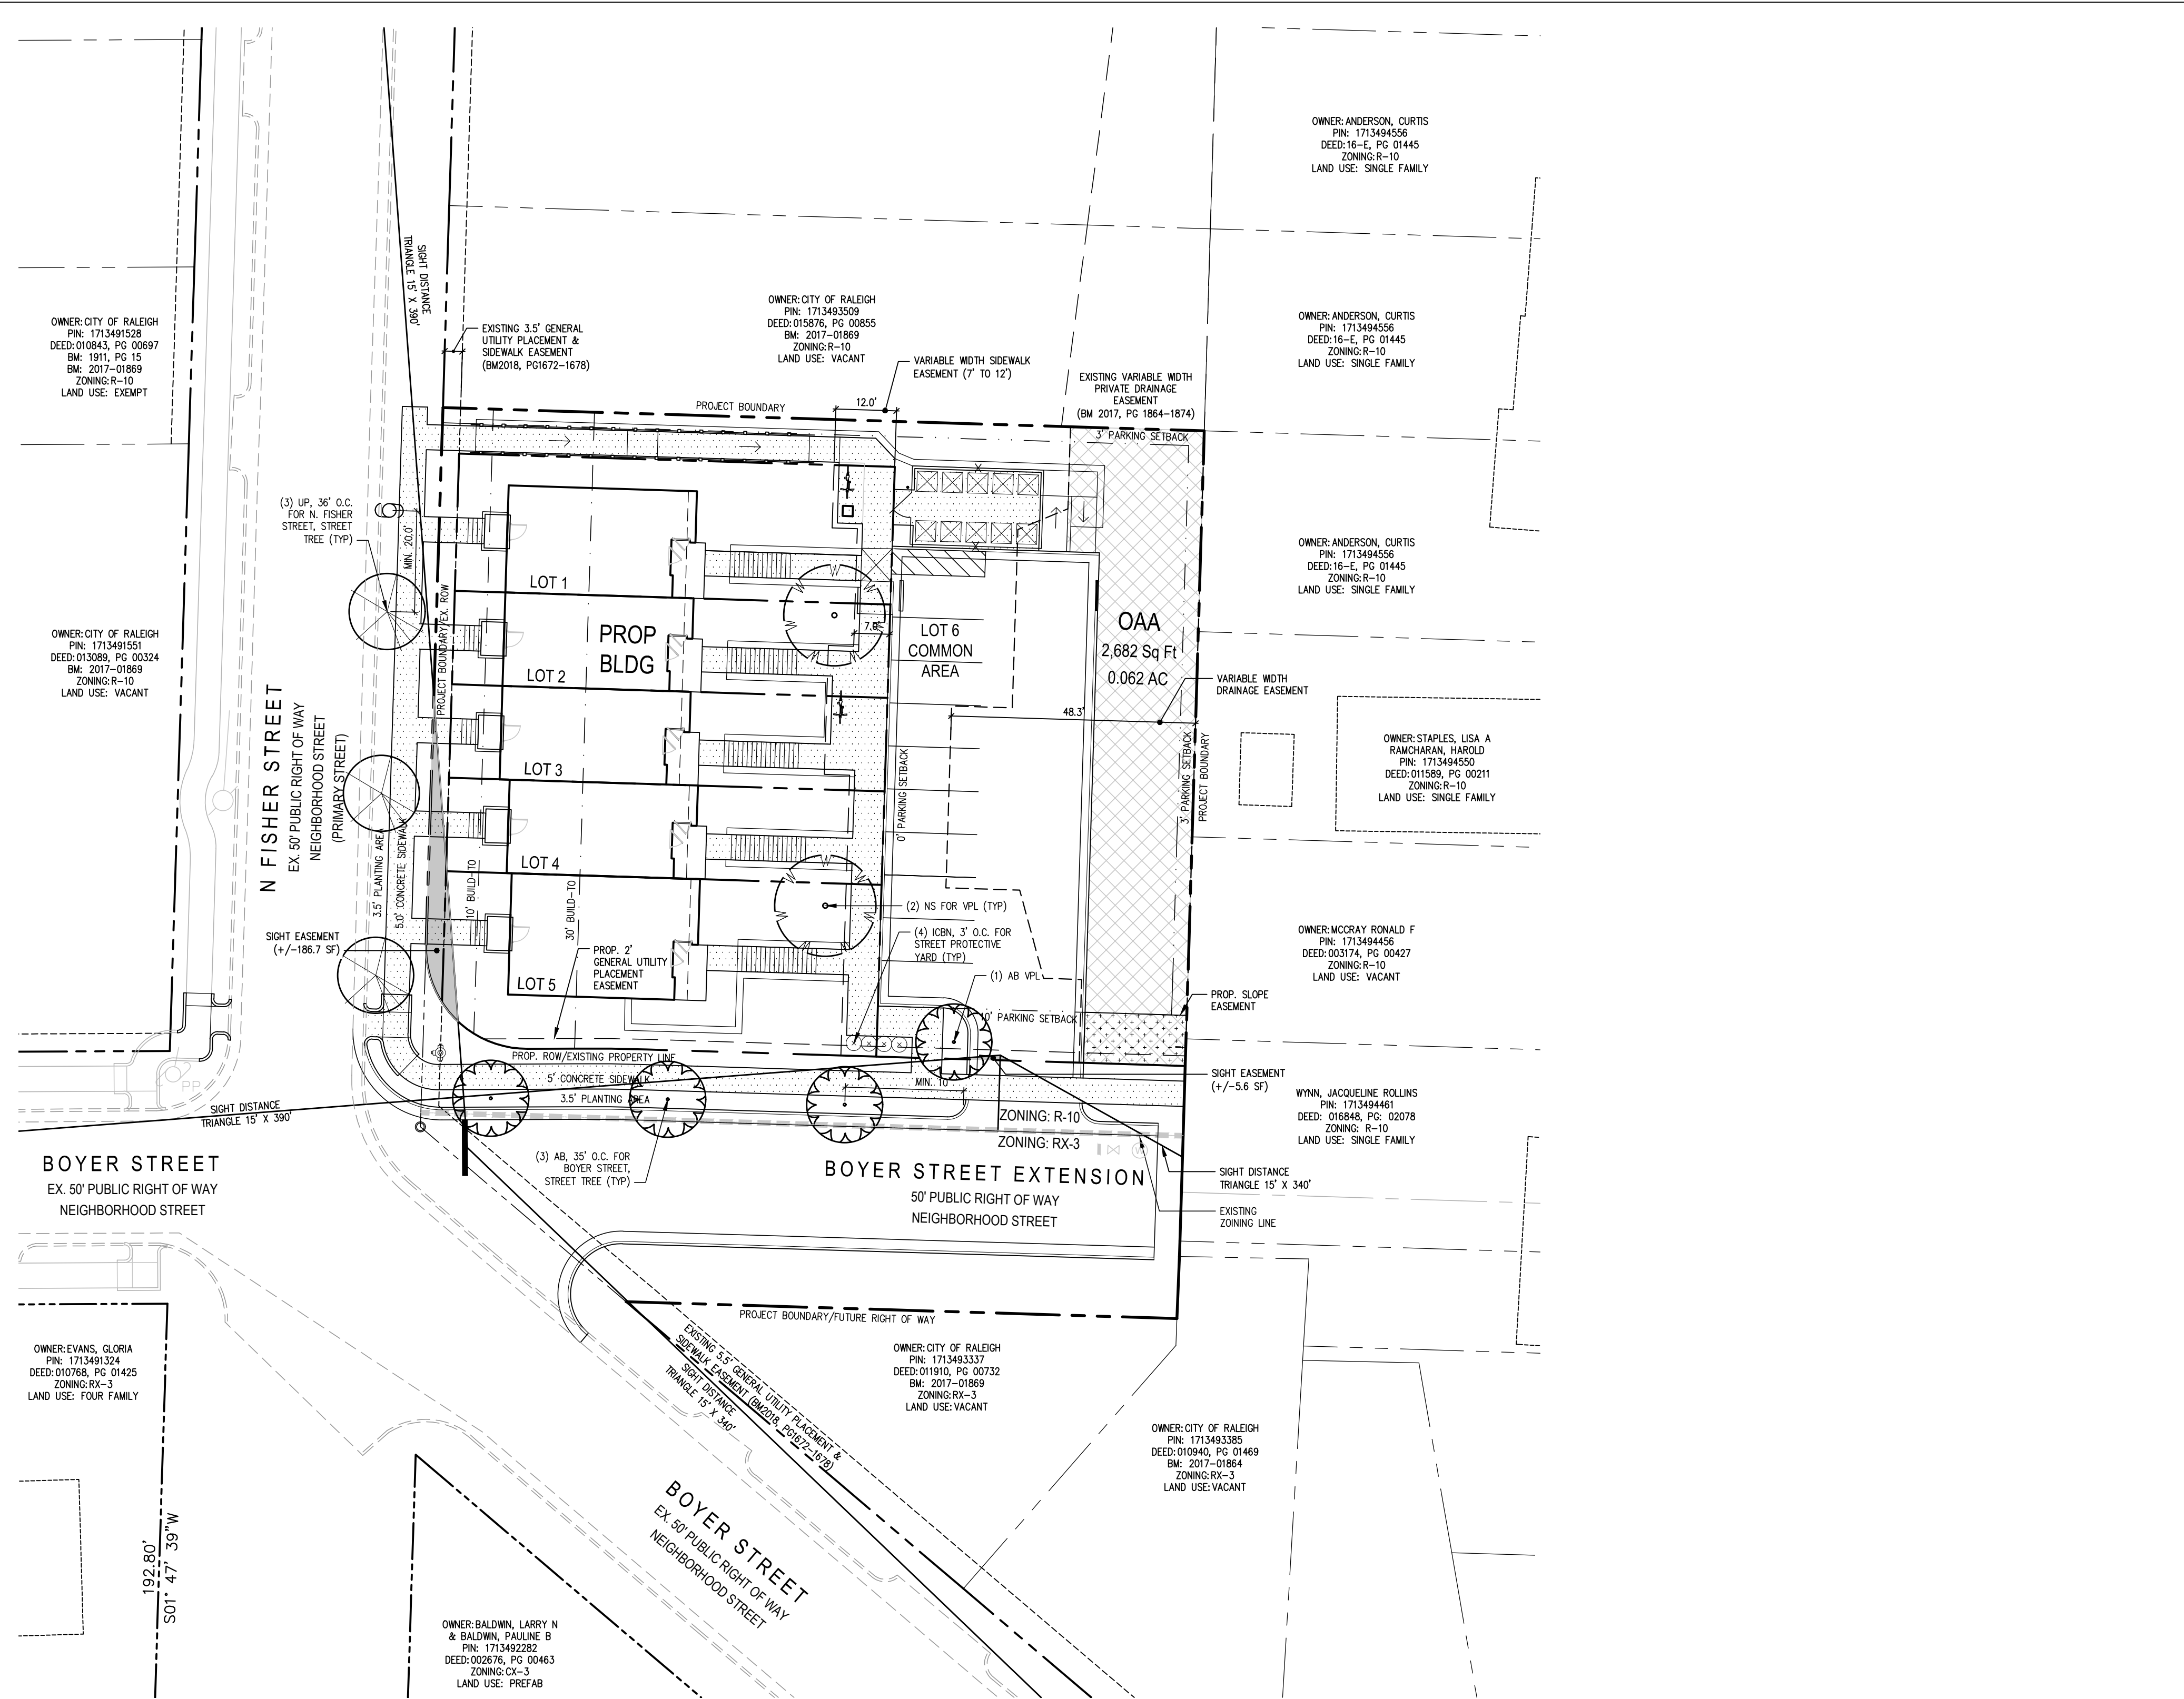 OWNER: ANDERSON, CURTIS
PIN: 1713494556
DEED: 16-E, PG 01445
ZONING: R-10
LAND USE: SINGLE FAMILY
SIGHT DISTANCE
TRIANGLE 15' X 390'
OWNER: CITY OF RALEIGH
PIN: 1713491528
DEED: 010843, PG 00697
BM: 1911, PG 15
BM: 2017-01869
ZONING: R-10
LAND USE: EXEMPT
EXISTING 3.5' GENERAL
UTILITY PLACEMENT &
SIDEWALK EASEMENT
(BM2018, PG1672-1678)
OWNER: CITY OF RALEIGH
PIN: 1713493509
DEED: 015876, PG 00855
BM: 2017-01869
ZONING: R-10
LAND USE: VACANT
VARIABLE WIDTH SIDEWALK
EASEMENT (7' TO 12')
OWNER: ANDERSON, CURTIS
PIN: 1713494556
DEED: 16-E, PG 01445
ZONING: R-10
LAND USE: SINGLE FAMILY
EXISTING VARIABLE WIDTH
PRIVATE DRAINAGE
EASEMENT
(BM 2017, PG 1864-1874)
PROJECT BOUNDARY
12.0'
3' PARKING SETBACK
(3) UP, 36' O.C.
FOR N. FISHER
STREET, STREET
TREE (TYP)
MIN. 20.0'
PROJECT BOUNDARY/EX. ROW
OWNER: ANDERSON, CURTIS
PIN: 1713494556
DEED: 16-E, PG 01445
ZONING: R-10
LAND USE: SINGLE FAMILY
LOT 1
PROP
BLDG
LOT 2
LOT 3
LOT 4
LOT 5
LOT 6
COMMON
AREA
OAA
2,682 Sq Ft
0.062 AC
VARIABLE WIDTH
DRAINAGE EASEMENT
48.3'
OWNER: CITY OF RALEIGH
PIN: 1713491551
DEED: 013089, PG 00324
BM: 2017-01869
ZONING: R-10
LAND USE: VACANT
N FISHER STREET
EX. 50' PUBLIC RIGHT OF WAY
NEIGHBORHOOD STREET
(PRIMARY STREET)
3.5' PLANTING AREA
5.0' CONCRETE SIDEWALK
10' BUILD-TO
30' BUILD-TO
0' PARKING SETBACK
3' PARKING SETBACK
PROJECT BOUNDARY
OWNER: STAPLES, LISA A
RAMCHARAN, HAROLD
PIN: 1713494550
DEED: 011589, PG 00211
ZONING: R-10
LAND USE: SINGLE FAMILY
SIGHT EASEMENT
(+/-186.7 SF)
PROP. 2'
GENERAL UTILITY
PLACEMENT
EASEMENT
(2) NS FOR VPL (TYP)
(4) ICBN, 3' O.C. FOR
STREET PROTECTIVE
YARD (TYP)
(1) AB VPL
OWNER: MCCRAY RONALD F
PIN: 1713494456
DEED: 003174, PG 00427
ZONING: R-10
LAND USE: VACANT
PROP. SLOPE
EASEMENT
10' PARKING SETBACK
PROP. ROW/EXISTING PROPERTY LINE
5' CONCRETE SIDEWALK
3.5' PLANTING AREA
MIN. 10'
SIGHT EASEMENT
(+/-5.6 SF)
PP
SIGHT DISTANCE
TRIANGLE 15' X 390'
ZONING: R-10
ZONING: RX-3
WYNN, JACQUELINE ROLLINS
PIN: 1713494461
DEED: 016848, PG: 02078
ZONING: R-10
LAND USE: SINGLE FAMILY
BOYER STREET
EX. 50' PUBLIC RIGHT OF WAY
NEIGHBORHOOD STREET
(3) AB, 35' O.C. FOR
BOYER STREET,
STREET TREE (TYP)
BOYER STREET EXTENSION
50' PUBLIC RIGHT OF WAY
NEIGHBORHOOD STREET
SIGHT DISTANCE
TRIANGLE 15' X 340'
EXISTING
ZOINING LINE
PROJECT BOUNDARY/FUTURE RIGHT OF WAY
EXISTING 5.5' GENERAL UTILITY PLACEMENT &
SIDEWALK EASEMENT (BM2018, PG1672-1678)
SIGHT DISTANCE
TRIANGLE 15' X 340'
OWNER: EVANS, GLORIA
PIN: 1713491324
DEED: 010768, PG 01425
ZONING: RX-3
LAND USE: FOUR FAMILY
OWNER: CITY OF RALEIGH
PIN: 1713493337
DEED: 011910, PG 00732
BM: 2017-01869
ZONING: RX-3
LAND USE: VACANT
OWNER: CITY OF RALEIGH
PIN: 1713493385
DEED: 010940, PG 01469
BM: 2017-01864
ZONING: RX-3
LAND USE: VACANT
BOYER STREET
EX. 50' PUBLIC RIGHT OF WAY
NEIGHBORHOOD STREET
192.80'
S01° 47' 39"W
OWNER: BALDWIN, LARRY N
& BALDWIN, PAULINE B
PIN: 1713492282
DEED: 002676, PG 00463
ZONING: CX-3
LAND USE: PREFAB